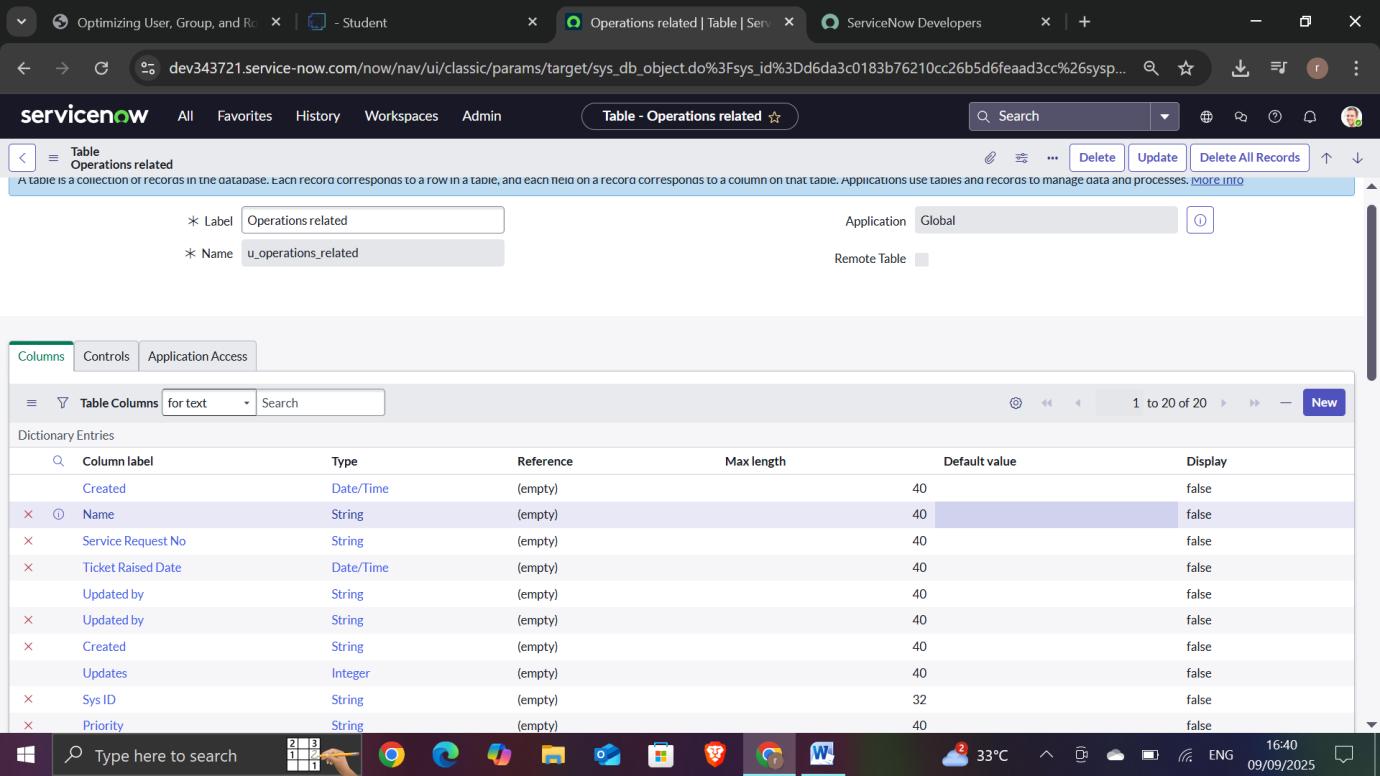 Optimizing User, Group, and Ro
- Student
Operations related | Table | Serv
ServiceNow Developers
dev343721.service-now.com/now/nav/ui/classic/params/target/sys_db_object.do%3Fsys_id%3Dd6da3c0183b76210cc26b5d6feaad3cc%26sysp...
r
servicenow
All Favorites History Workspaces Admin
Table - Operations related
Search
Table
Operations related
Delete Update Delete All Records
A table is a collection of records in the database. Each record corresponds to a row in a table, and each field on a record corresponds to a column on that table. Applications use tables and records to manage data and processes. More Info
Label Operations related
Application Global
Name u_operations_related
Remote Table
Columns Controls Application Access
Table Columns for text Search
1 to 20 of 20
New
Dictionary Entries
Column label Type Reference Max length Default value Display
Created Date/Time (empty) 40 false
Name String (empty) 40 false
Service Request No String (empty) 40 false
Ticket Raised Date Date/Time (empty) 40 false
Updated by String (empty) 40 false
Updated by String (empty) 40 false
Created String (empty) 40 false
Updates Integer (empty) 40 false
Sys ID String (empty) 32 false
Priority String (empty) 40 false
Type here to search
2 3
1 2
1
2
33°C
ENG
16:40
09/09/2025